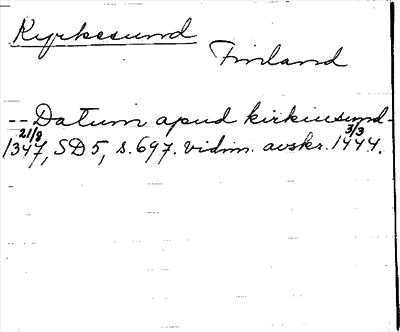 Kyrkesund
Finland
-- Datum apud kirkiusund -
21/8 3/3
1347, SD 5, s. 697. vidim. avskr. 1444.